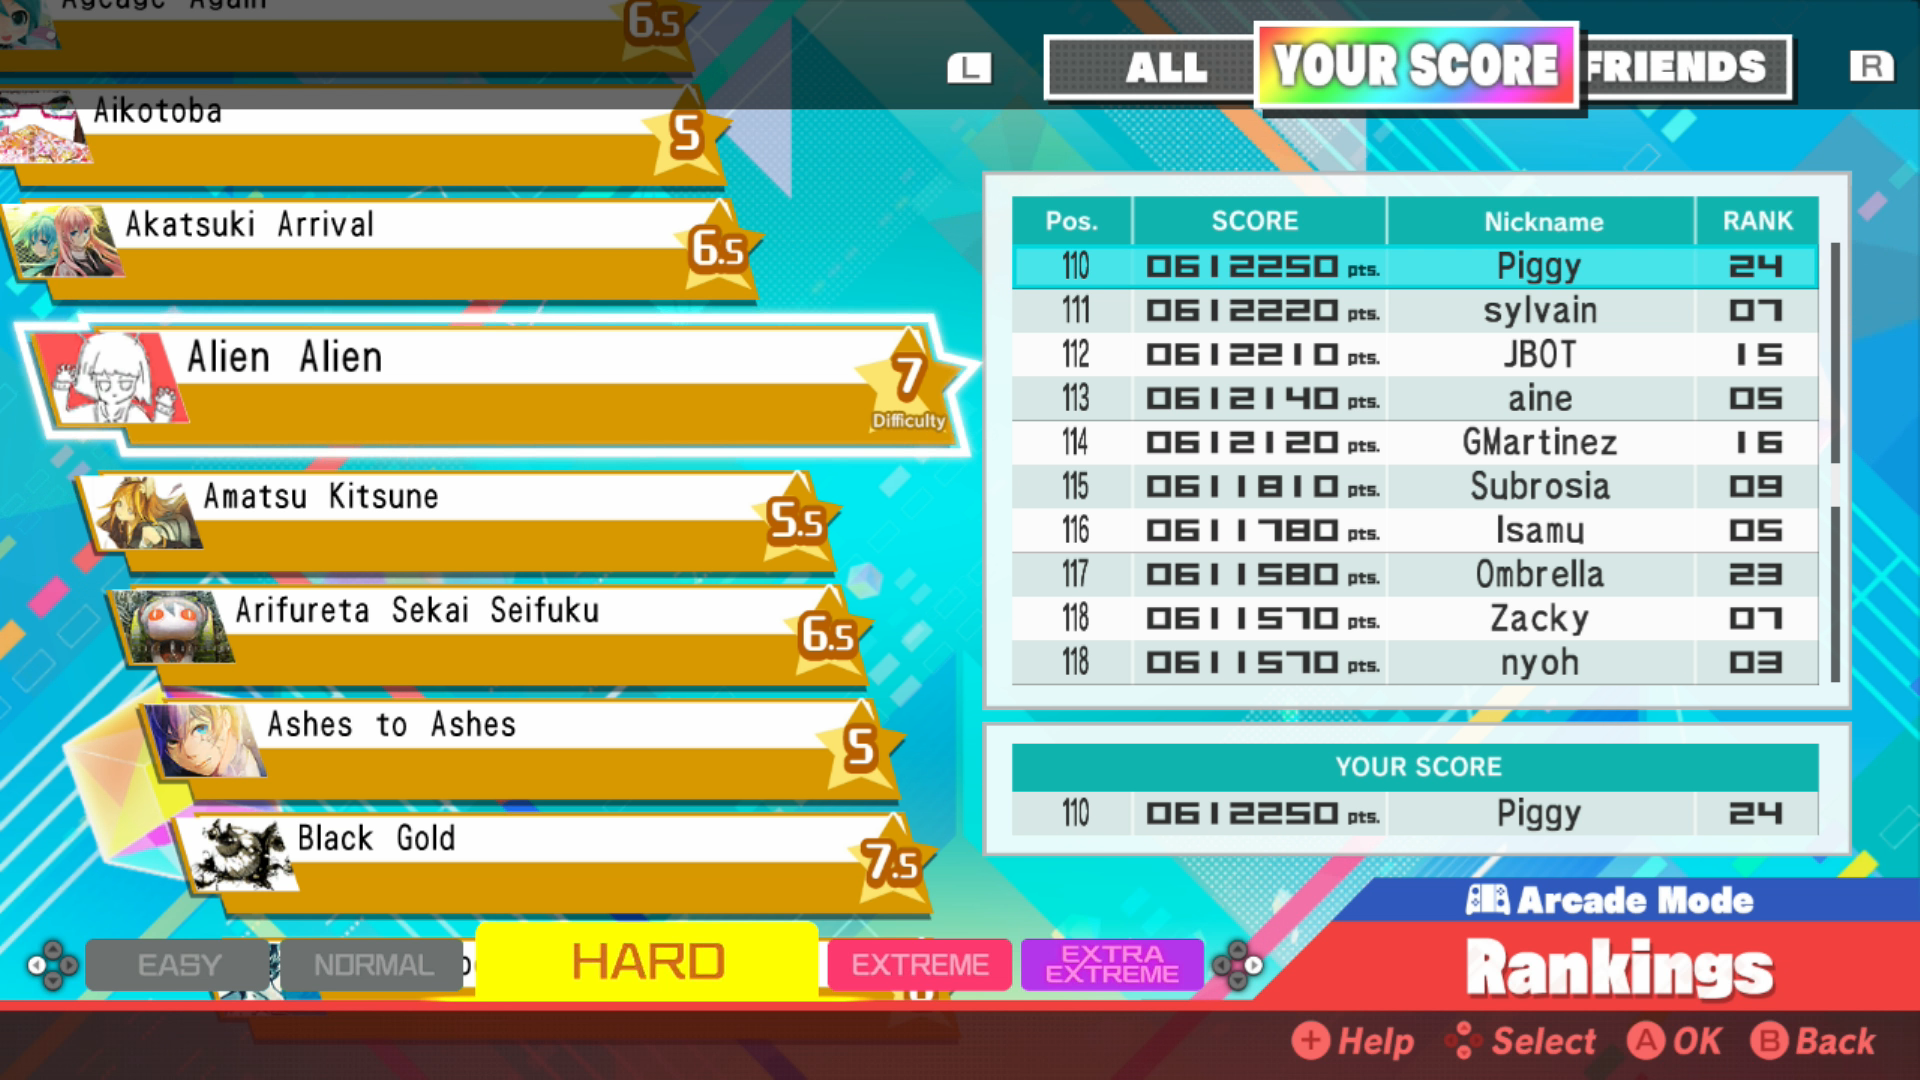 Ageage Again
6.5
L
ALL
YOUR SCORE
FRIENDS
R
Aikotoba
5
Akatsuki Arrival
6.5
Alien Alien
7
Difficulty
Amatsu Kitsune
5.5
Arifureta Sekai Seifuku
6.5
Ashes to Ashes
5
Black Gold
7.5
Pos. SCORE Nickname RANK
110 0612250 pts. Piggy 24
111 0612220 pts. sylvain 07
112 0612210 pts. JBOT 15
113 0612140 pts. aine 05
114 0612120 pts. GMartinez 16
115 0611810 pts. Subrosia 09
116 0611780 pts. Isamu 05
117 0611580 pts. Ombrella 23
118 0611570 pts. Zacky 07
118 0611570 pts. nyoh 03
YOUR SCORE
110 0612250 pts. Piggy 24
Arcade Mode
Rankings
EASY
NORMAL
HARD
EXTREME
EXTRA
EXTREME
+ Help
Select
A OK
B Back